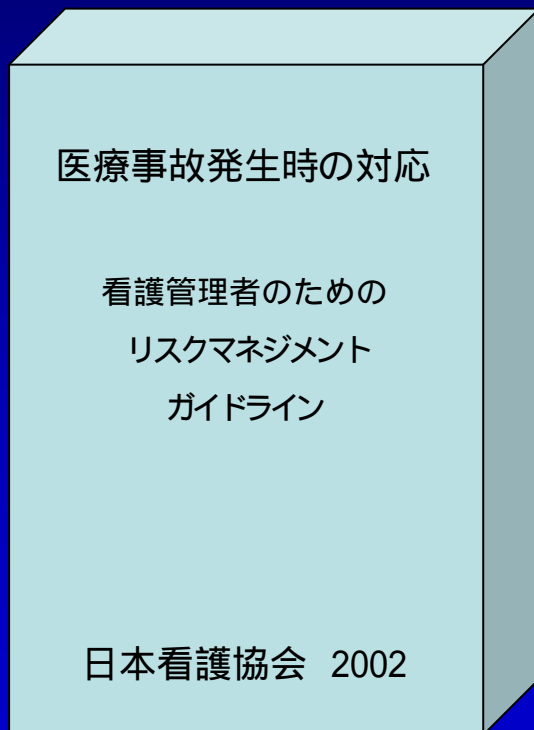 医療事故発生時の対応
看護管理者のための
リスクマネジメント
ガイドライン
日本看護協会 2002